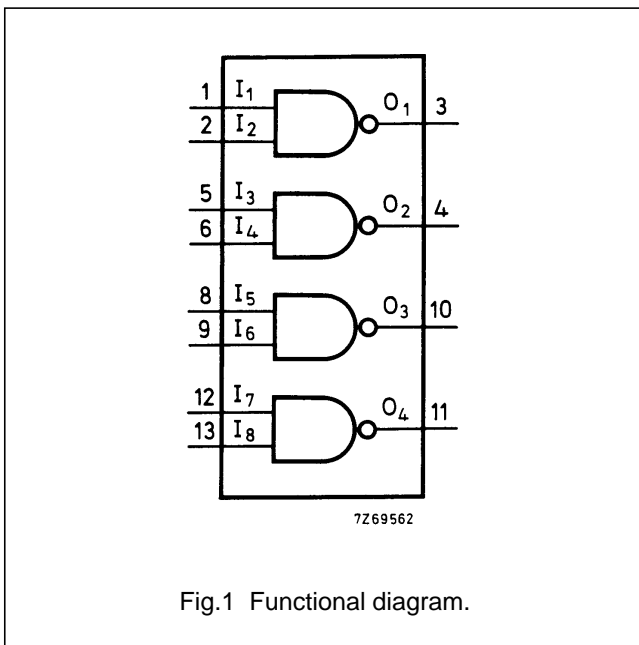 1 I1 O1 3
2 I2
5 I3 O2 4
6 I4
8 I5 O3 10
9 I6
12 I7 O4 11
13 I8
7Z69562
Fig.1 Functional diagram.